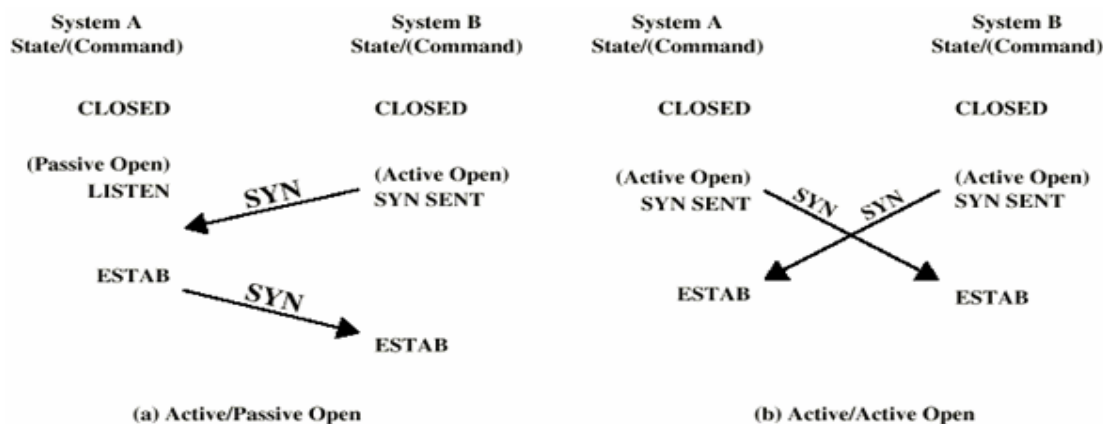 System A
State/(Command)
System B
State/(Command)
CLOSED
CLOSED
(Passive Open)
LISTEN
SYN
(Active Open)
SYN SENT
ESTAB
SYN
ESTAB
(a) Active/Passive Open
System A
State/(Command)
System B
State/(Command)
CLOSED
CLOSED
(Active Open)
SYN SENT
SYN
SYN
(Active Open)
SYN SENT
ESTAB
ESTAB
(b) Active/Active Open